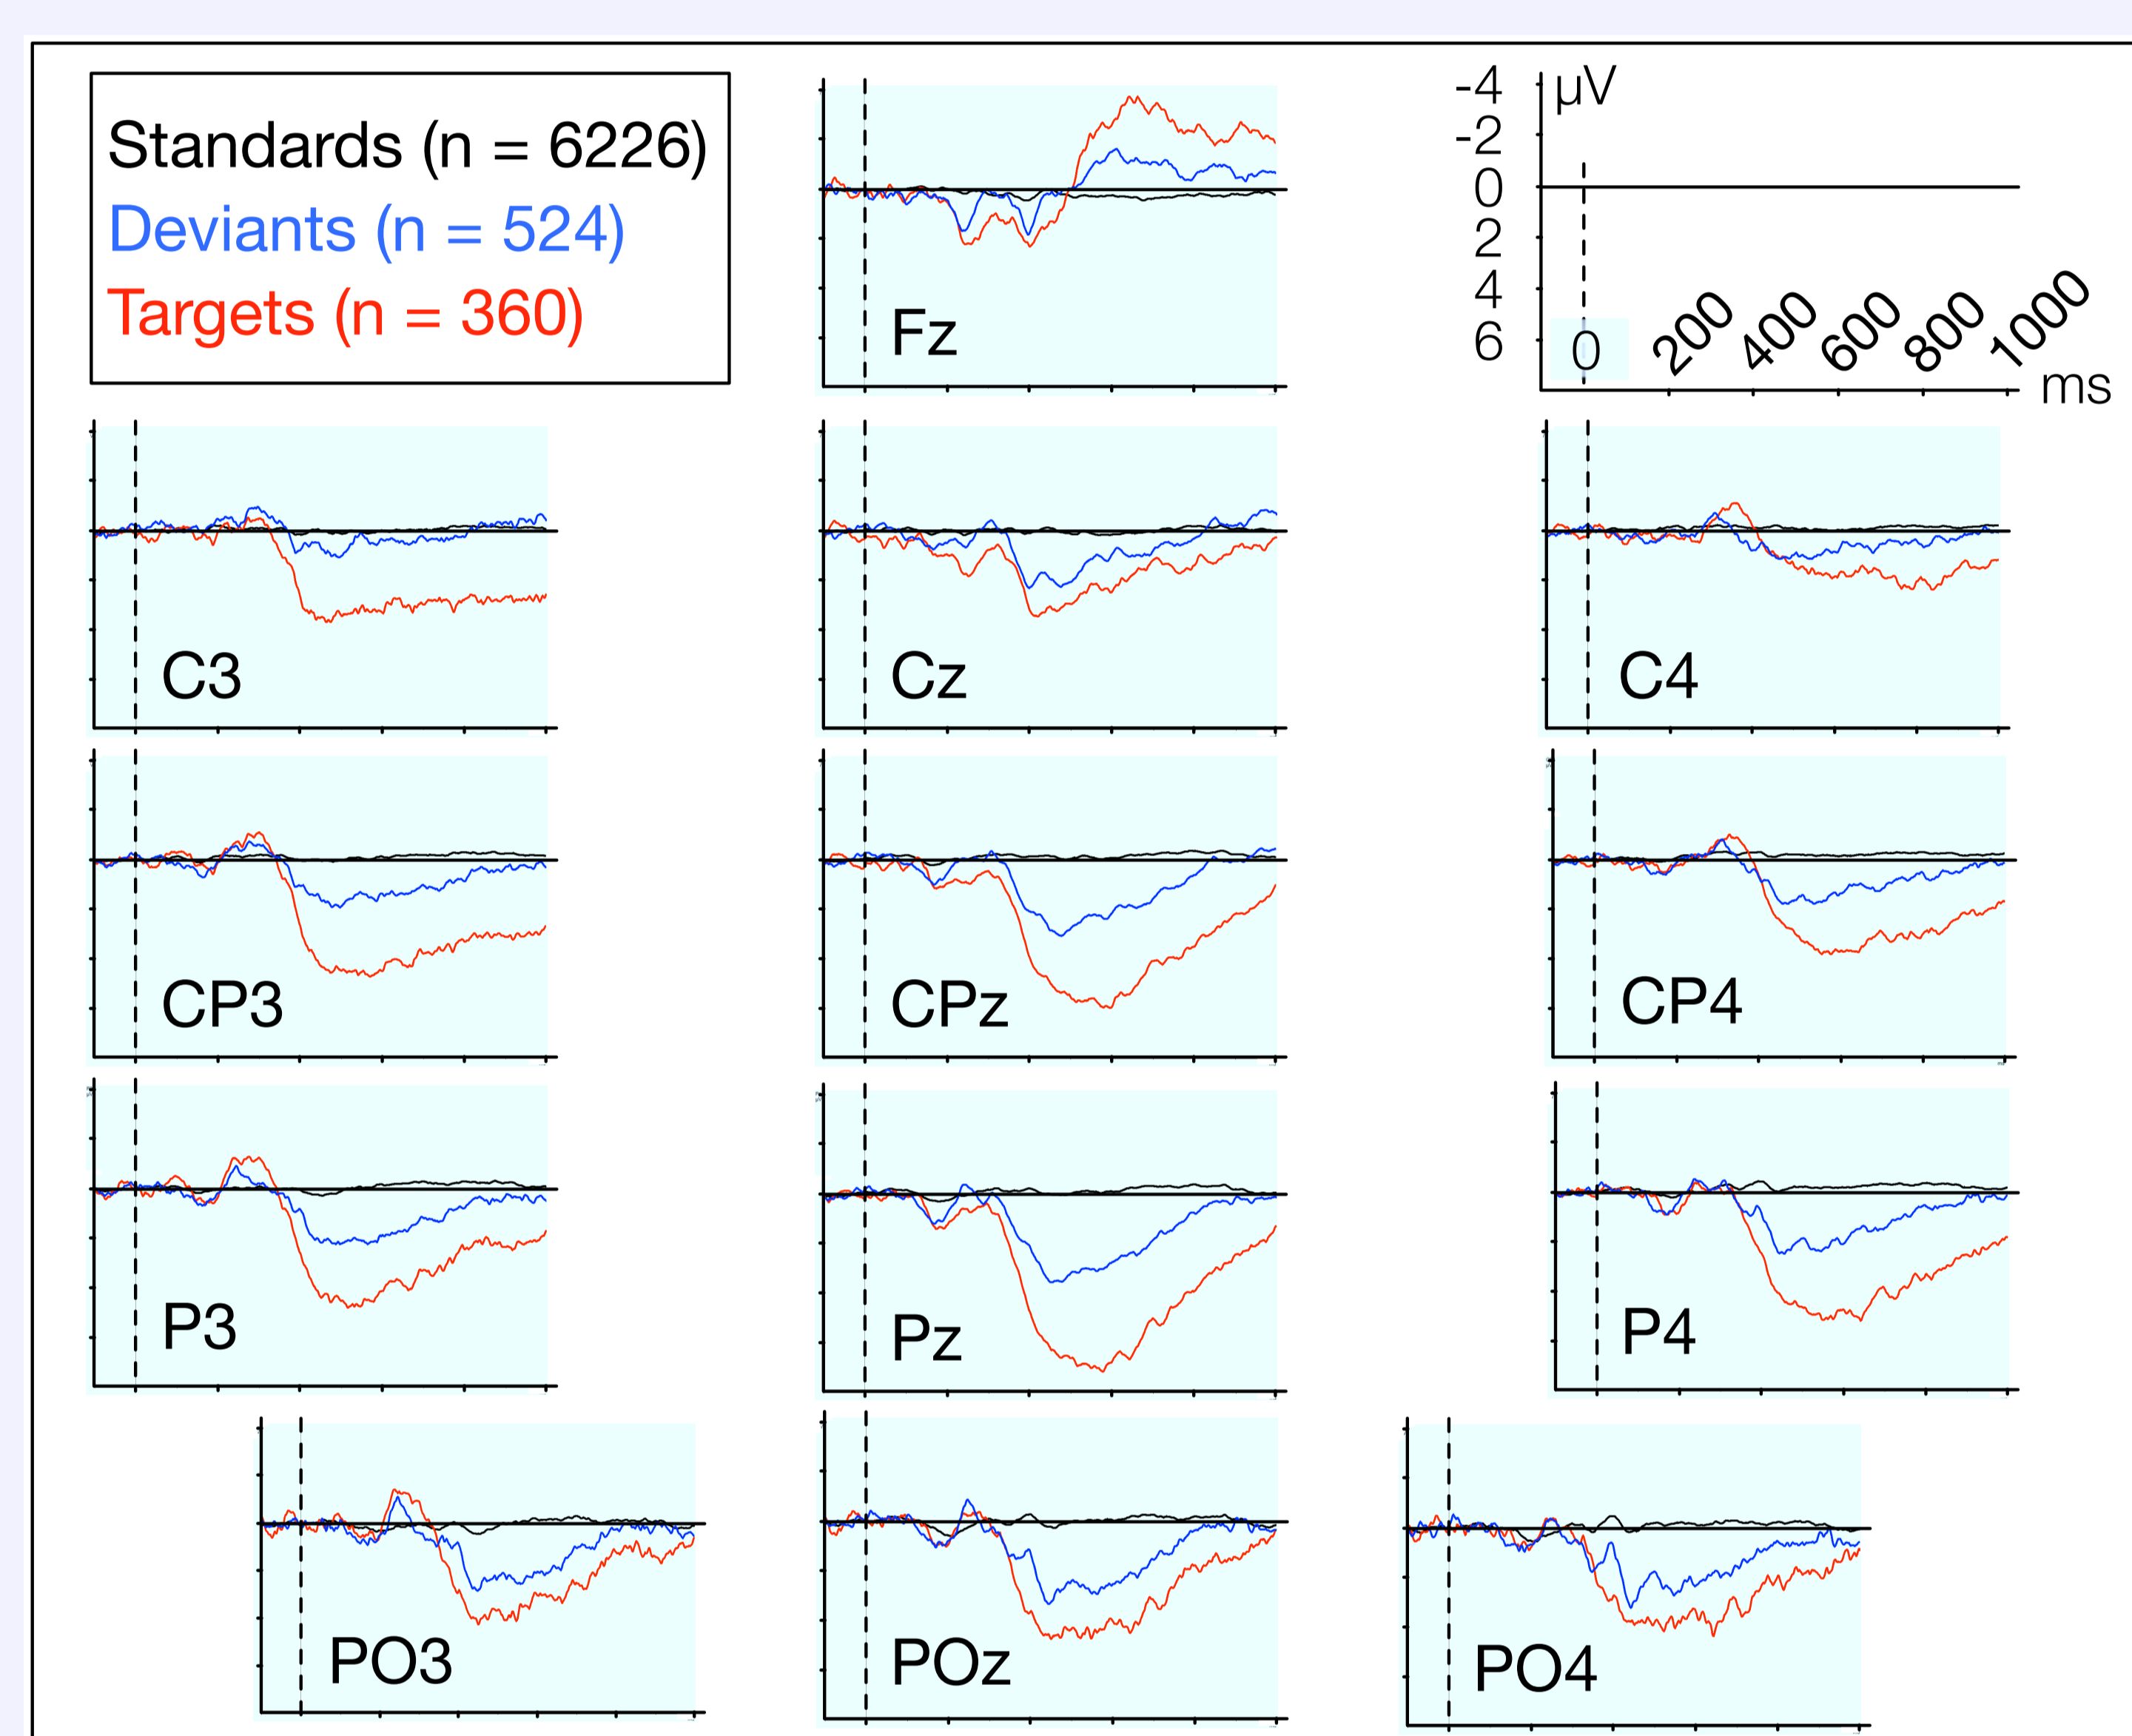 Standards (n = 6226)
Deviants (n = 524)
Targets (n = 360)
Fz
-4
µV
-2
0
2
4
6
0
200
400
600
800
1000
ms
C3
Cz
C4
CP3
CPz
CP4
P3
Pz
P4
PO3
POz
PO4